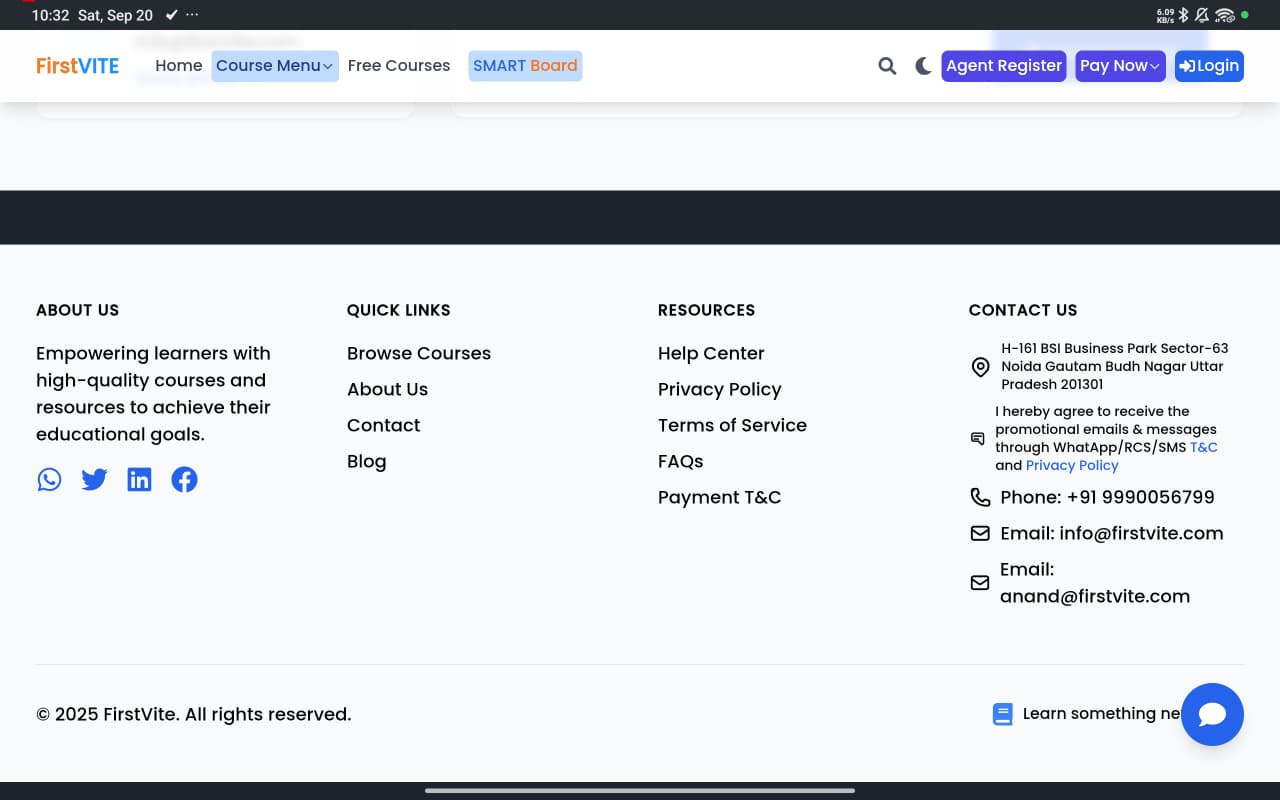 10:32 Sat, Sep 20
6.09 KB/s
FirstVITE Home Course Menu Free Courses SMART Board Agent Register Pay Now Login
ABOUT US
Empowering learners with
high-quality courses and
resources to achieve their
educational goals.
QUICK LINKS
Browse Courses
About Us
Contact
Blog
RESOURCES
Help Center
Privacy Policy
Terms of Service
FAQs
Payment T&C
CONTACT US
H-161 BSI Business Park Sector-63
Noida Gautam Budh Nagar Uttar
Pradesh 201301
I hereby agree to receive the
promotional emails & messages
through WhatApp/RCS/SMS T&C
and Privacy Policy
Phone: +91 9990056799
Email: info@firstvite.com
Email:
anand@firstvite.com
© 2025 FirstVite. All rights reserved.
Learn something